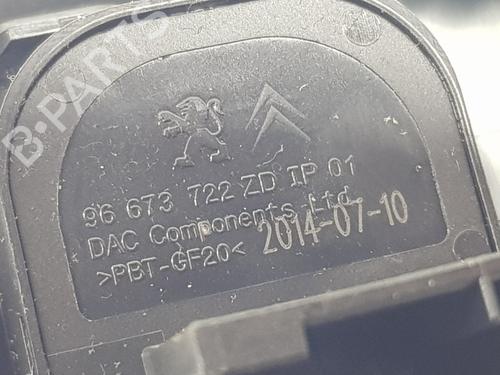 B-PARTS
96 673 722 ZD IP 01
DAC Components Ltd.
>PBT-GF20< 2014-07-10